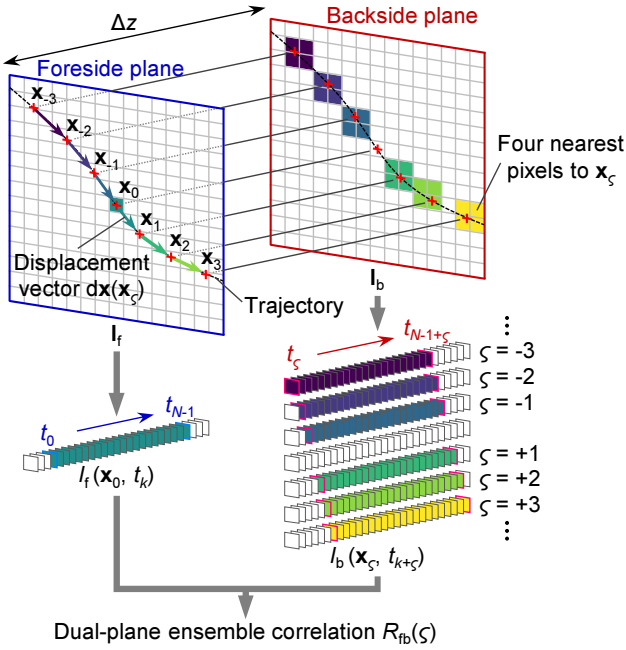 Δz
Backside plane
Foreside plane
x-3
x-2
x-1
x0
x1
x2
x3
Four nearest
pixels to xς
Displacement
vector dx(xς)
Trajectory
If
Ib
tς
tN-1+ς
⋮
ς = -3
ς = -2
ς = -1
ς = +1
ς = +2
ς = +3
⋮
t0
tN-1
If (x0, tk)
Ib (xς, tk+ς)
Dual-plane ensemble correlation Rfb(ς)